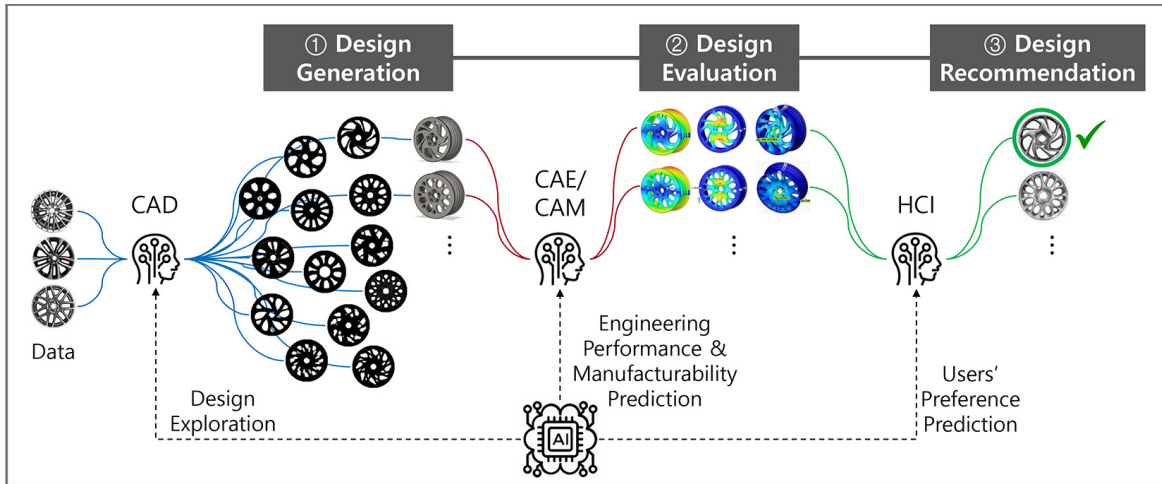 ① Design
Generation
② Design
Evaluation
③ Design
Recommendation
CAD
CAE/
CAM
HCI
Data
Design
Exploration
Engineering
Performance &
Manufacturability
Prediction
Users’
Preference
Prediction
AI